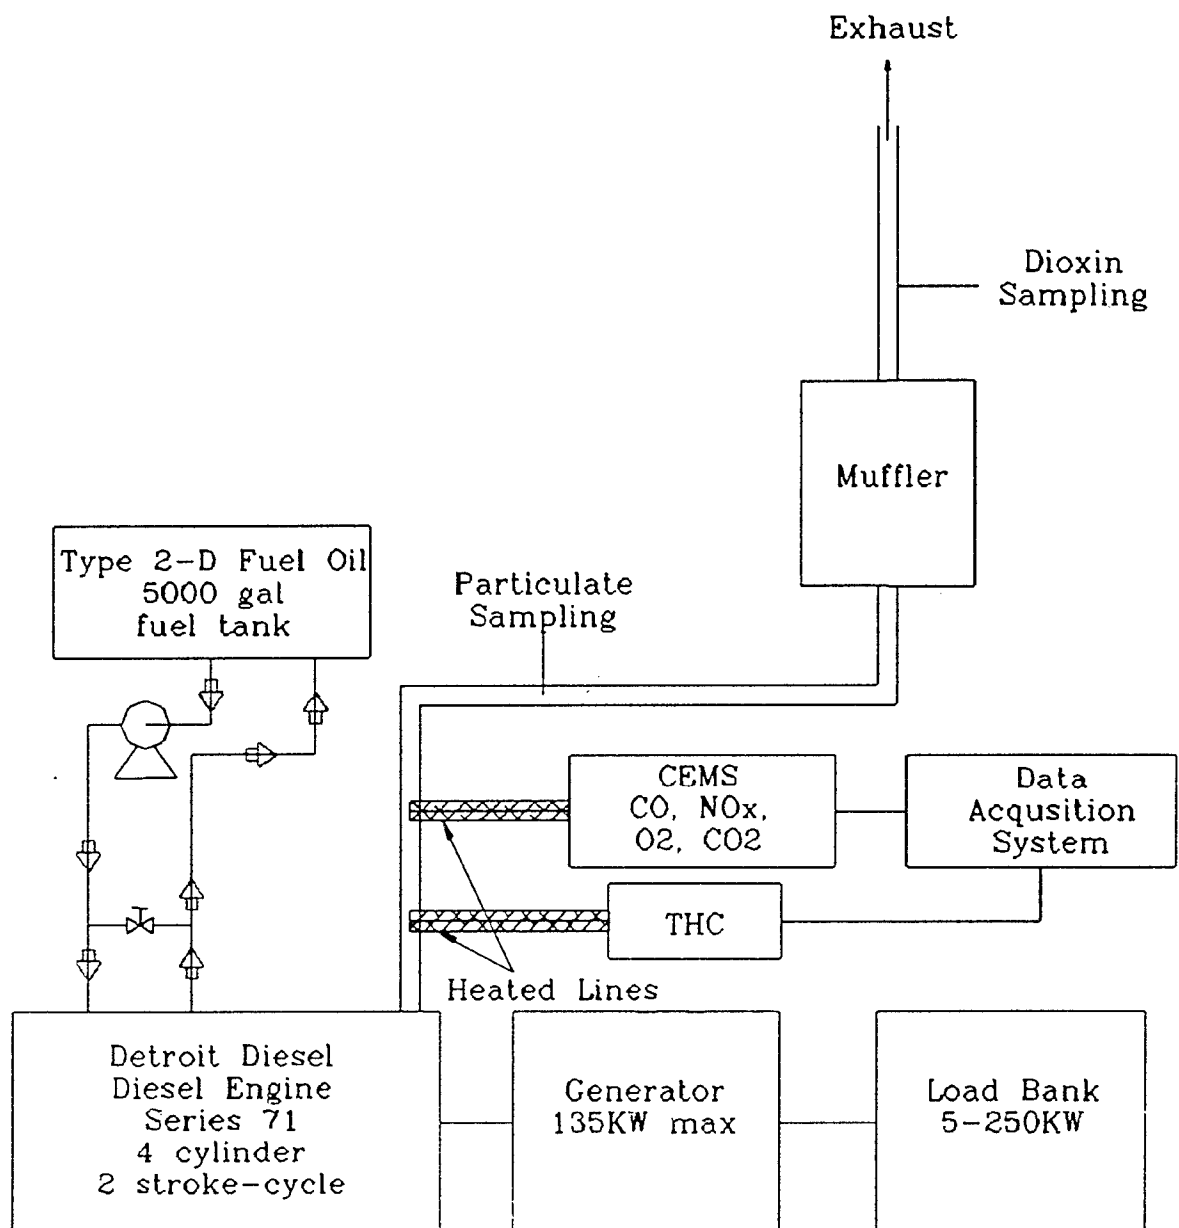 Exhaust
Dioxin
Sampling
Muffler
Type 2-D Fuel Oil
5000 gal
fuel tank
Particulate
Sampling
CEMS
CO, NOx,
O2, CO2
Data
Acqusition
System
THC
Heated Lines
Detroit Diesel
Diesel Engine
Series 71
4 cylinder
2 stroke-cycle
Generator
135KW max
Load Bank
5-250KW